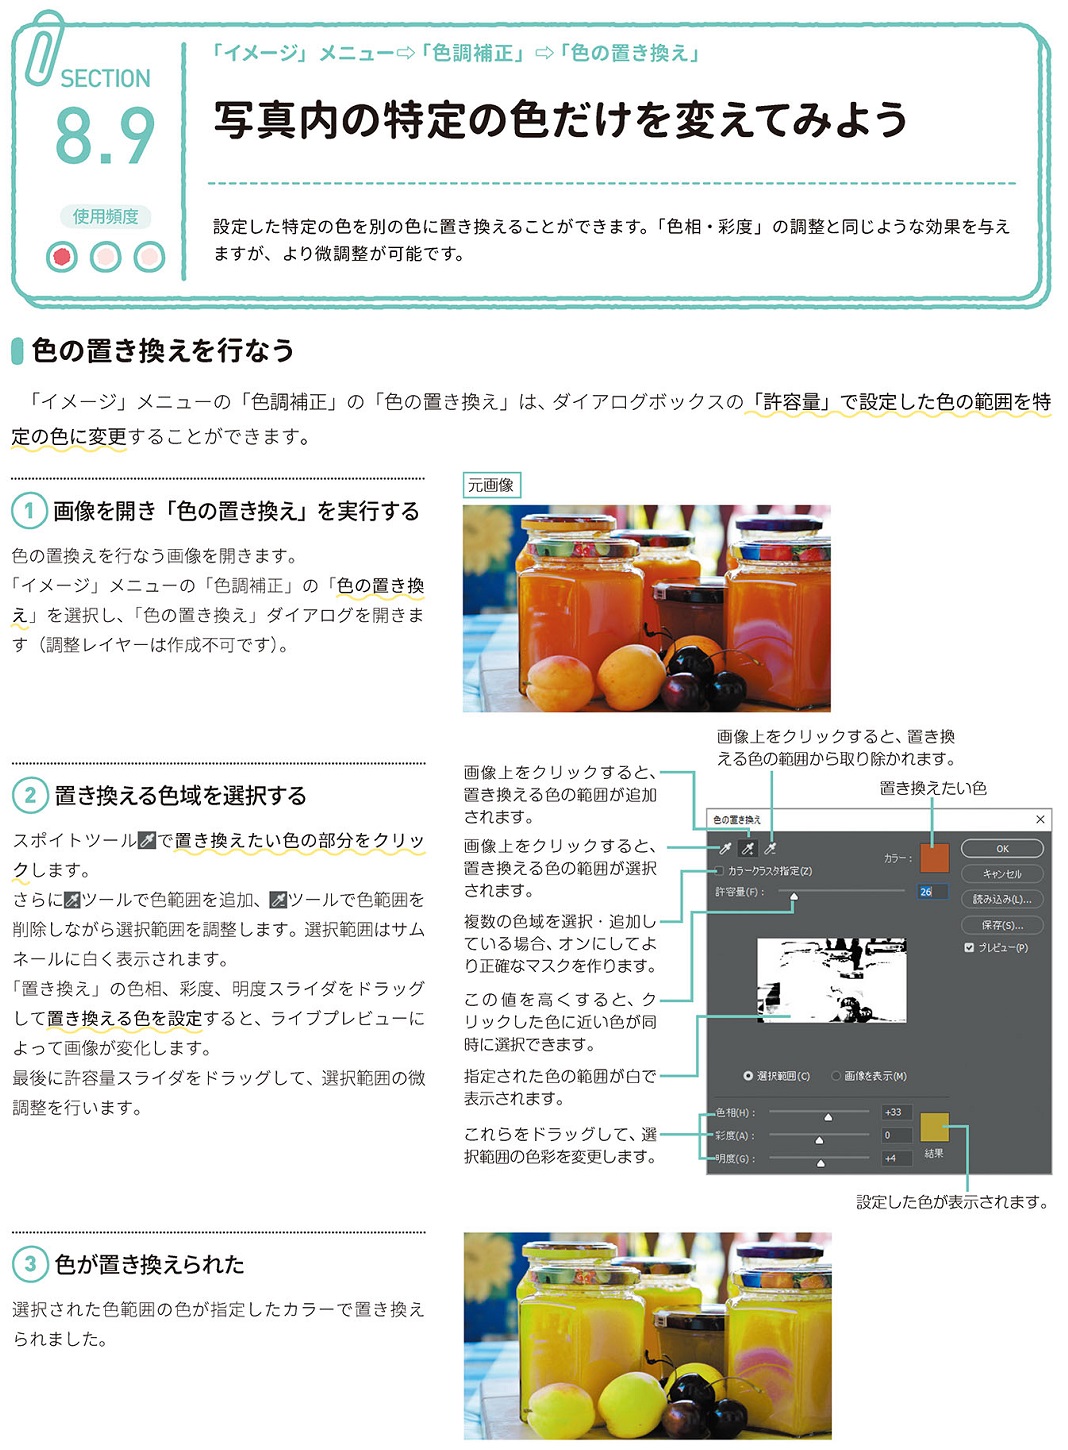 「イメージ」メニュー⇨「色調補正」⇨「色の置き換え」
SECTION
8.9
写真内の特定の色だけを変えてみよう
使用頻度
設定した特定の色を別の色に置き換えることができます。「色相・彩度」の調整と同じような効果を与え
ますが、より微調整が可能です。
色の置き換えを行なう
「イメージ」メニューの「色調補正」の「色の置き換え」は、ダイアログボックスの「許容量」で設定した色の範囲を特
定の色に変更することができます。
1 画像を開き「色の置き換え」を実行する
色の置換えを行なう画像を開きます。
「イメージ」メニューの「色調補正」の「色の置き換
え」を選択し、「色の置き換え」ダイアログを開きま
す（調整レイヤーは作成不可です）。
元画像
2 置き換える色域を選択する
スポイトツールで置き換えたい色の部分をクリッ
クします。
さらにツールで色範囲を追加、ツールで色範囲を
削除しながら選択範囲を調整します。選択範囲はサム
ネールに白く表示されます。
「置き換え」の色相、彩度、明度スライダをドラッグ
して置き換える色を設定すると、ライブプレビューに
よって画像が変化します。
最後に許容量スライダをドラッグして、選択範囲の微
調整を行います。
画像上をクリックすると、置き換
える色の範囲から取り除かれます。
置き換えたい色
画像上をクリックすると、
置き換える色の範囲が追加
されます。
画像上をクリックすると、
置き換える色の範囲が選択
されます。
複数の色域を選択・追加し
ている場合、オンにしてよ
り正確なマスクを作ります。
この値を高くすると、ク
リックした色に近い色が同
時に選択できます。
指定された色の範囲が白で
表示されます。
これらをドラッグして、選
択範囲の色彩を変更します。
色の置き換え
カラー：
OK
キャンセル
読み込み(L)...
保存(S)...
プレビュー(P)
カラークラスタ指定(Z)
許容量(F)： 26
選択範囲(C) 画像を表示(M)
色相(H)： +33
彩度(A)： 0
明度(G)： +4
結果
設定した色が表示されます。
3 色が置き換えられた
選択された色範囲の色が指定したカラーで置き換え
られました。